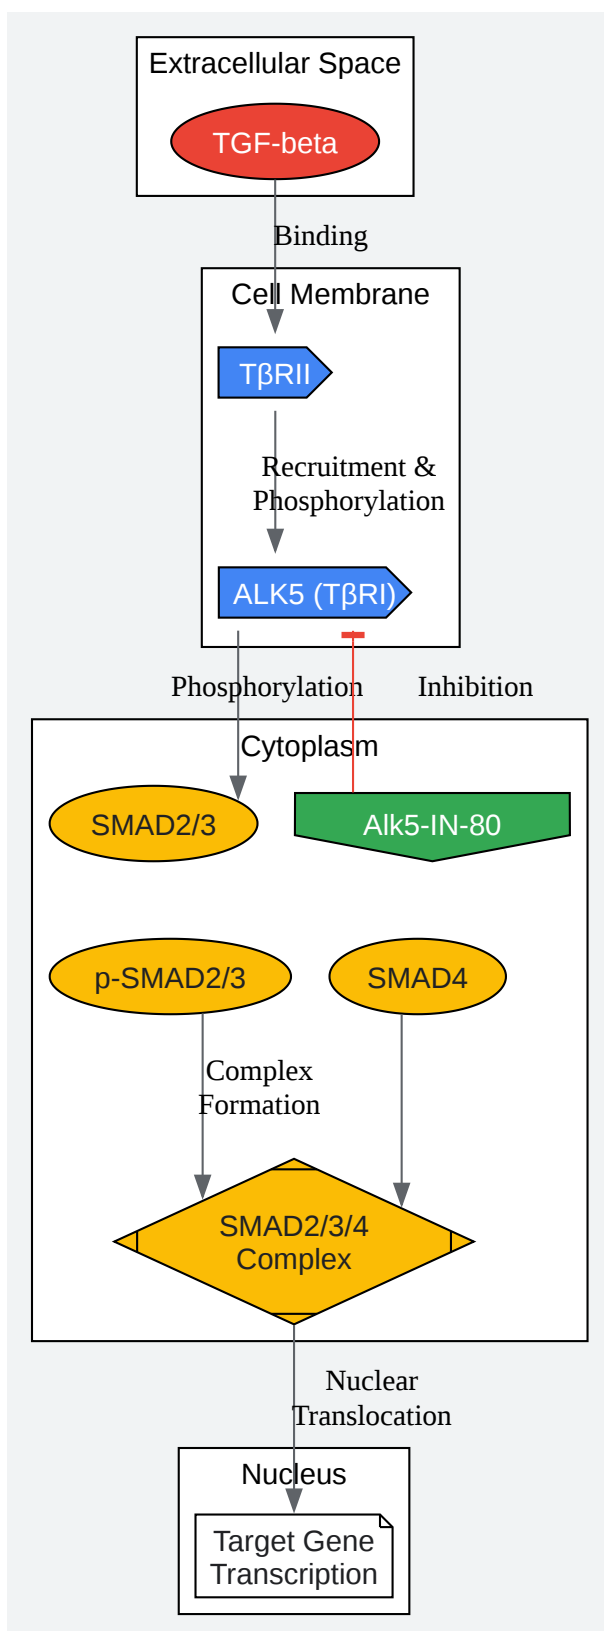 Extracellular Space
TGF-beta
Binding
Cell Membrane
TβRII
Recruitment &
Phosphorylation
ALK5 (TβRI)
Phosphorylation
Inhibition
Cytoplasm
SMAD2/3
Alk5-IN-80
p-SMAD2/3
SMAD4
Complex
Formation
SMAD2/3/4
Complex
Nuclear
Translocation
Nucleus
Target Gene
Transcription